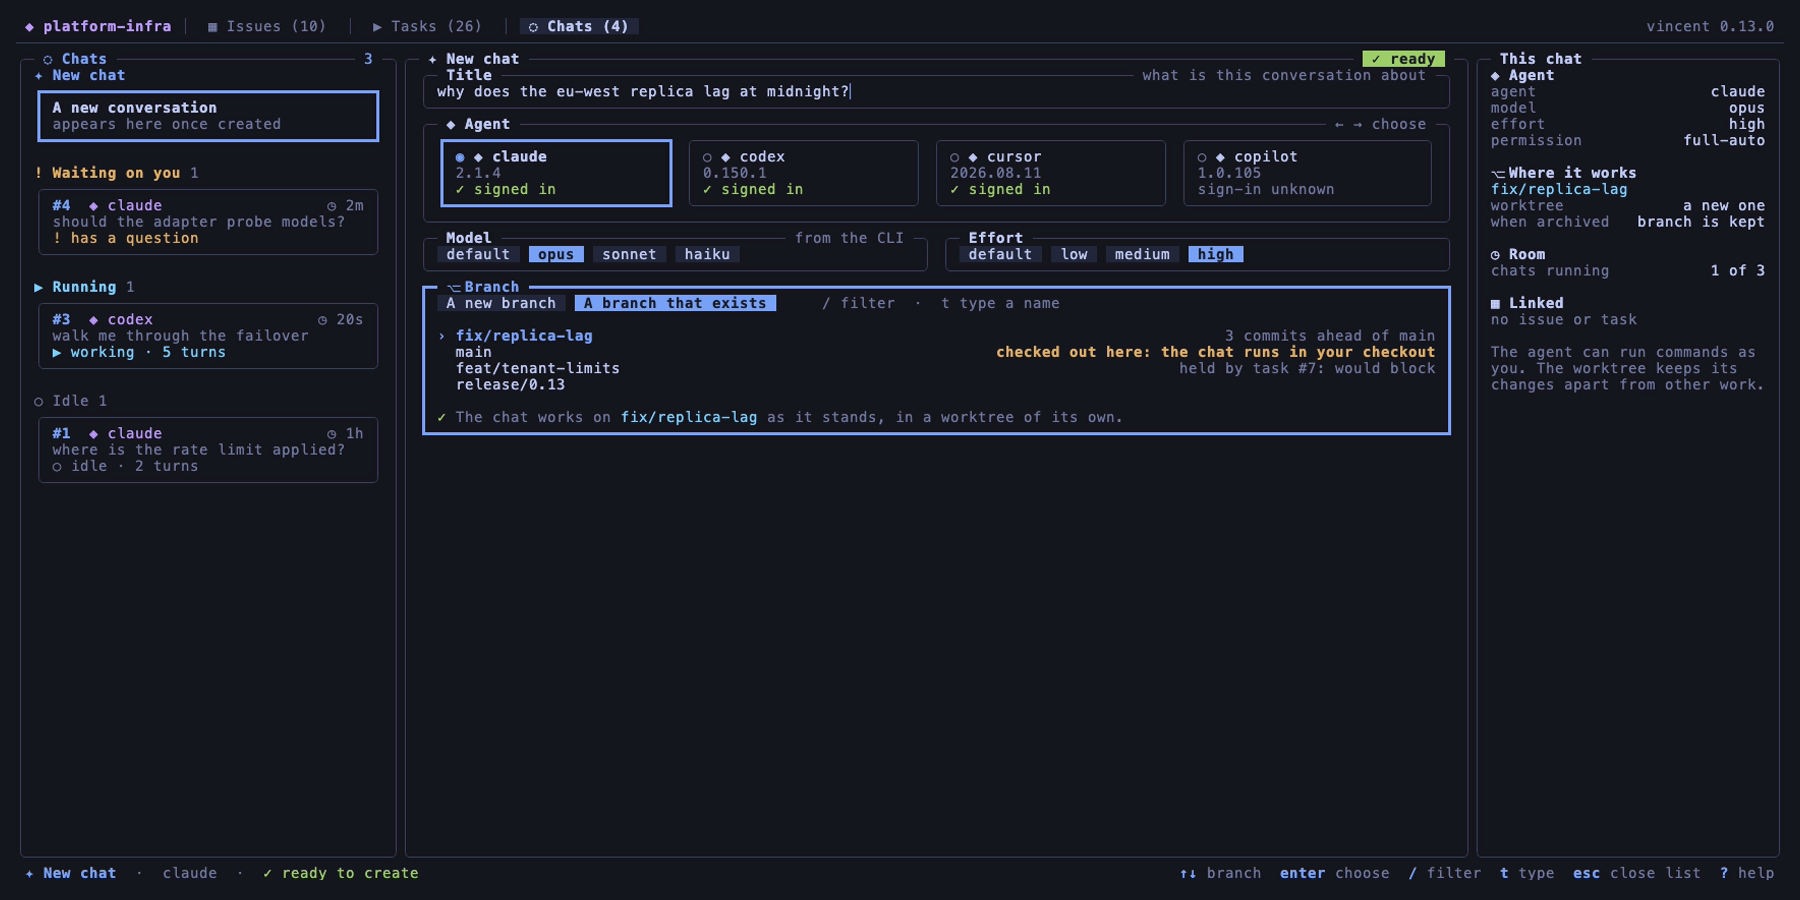 ◆ platform-infra │ ▦ Issues (10) │ ▶ Tasks (26) │ ◌ Chats (4) vincent 0.13.0
◌ Chats 3
✦ New chat
A new conversation
appears here once created
! Waiting on you 1
#4 ◆ claude ◷ 2m
should the adapter probe models?
! has a question
▶ Running 1
#3 ◆ codex ◷ 20s
walk me through the failover
▶ working · 5 turns
○ Idle 1
#1 ◆ claude ◷ 1h
where is the rate limit applied?
○ idle · 2 turns
✦ New chat ✓ ready
Title what is this conversation about
why does the eu-west replica lag at midnight?
◆ Agent ← → choose
◉ ◆ claude
2.1.4
✓ signed in
○ ◆ codex
0.150.1
✓ signed in
○ ◆ cursor
2026.08.11
✓ signed in
○ ◆ copilot
1.0.105
sign-in unknown
Model from the CLI
default opus sonnet haiku
Effort
default low medium high
⌥ Branch
A new branch A branch that exists / filter · t type a name
› fix/replica-lag 3 commits ahead of main
main checked out here: the chat runs in your checkout
feat/tenant-limits held by task #7: would block
release/0.13
✓ The chat works on fix/replica-lag as it stands, in a worktree of its own.
This chat
◆ Agent
agent claude
model opus
effort high
permission full-auto
⌥ Where it works
fix/replica-lag
worktree a new one
when archived branch is kept
◷ Room
chats running 1 of 3
▦ Linked
no issue or task
The agent can run commands as
you. The worktree keeps its
changes apart from other work.
✦ New chat · claude · ✓ ready to create ↑↓ branch enter choose / filter t type esc close list ? help